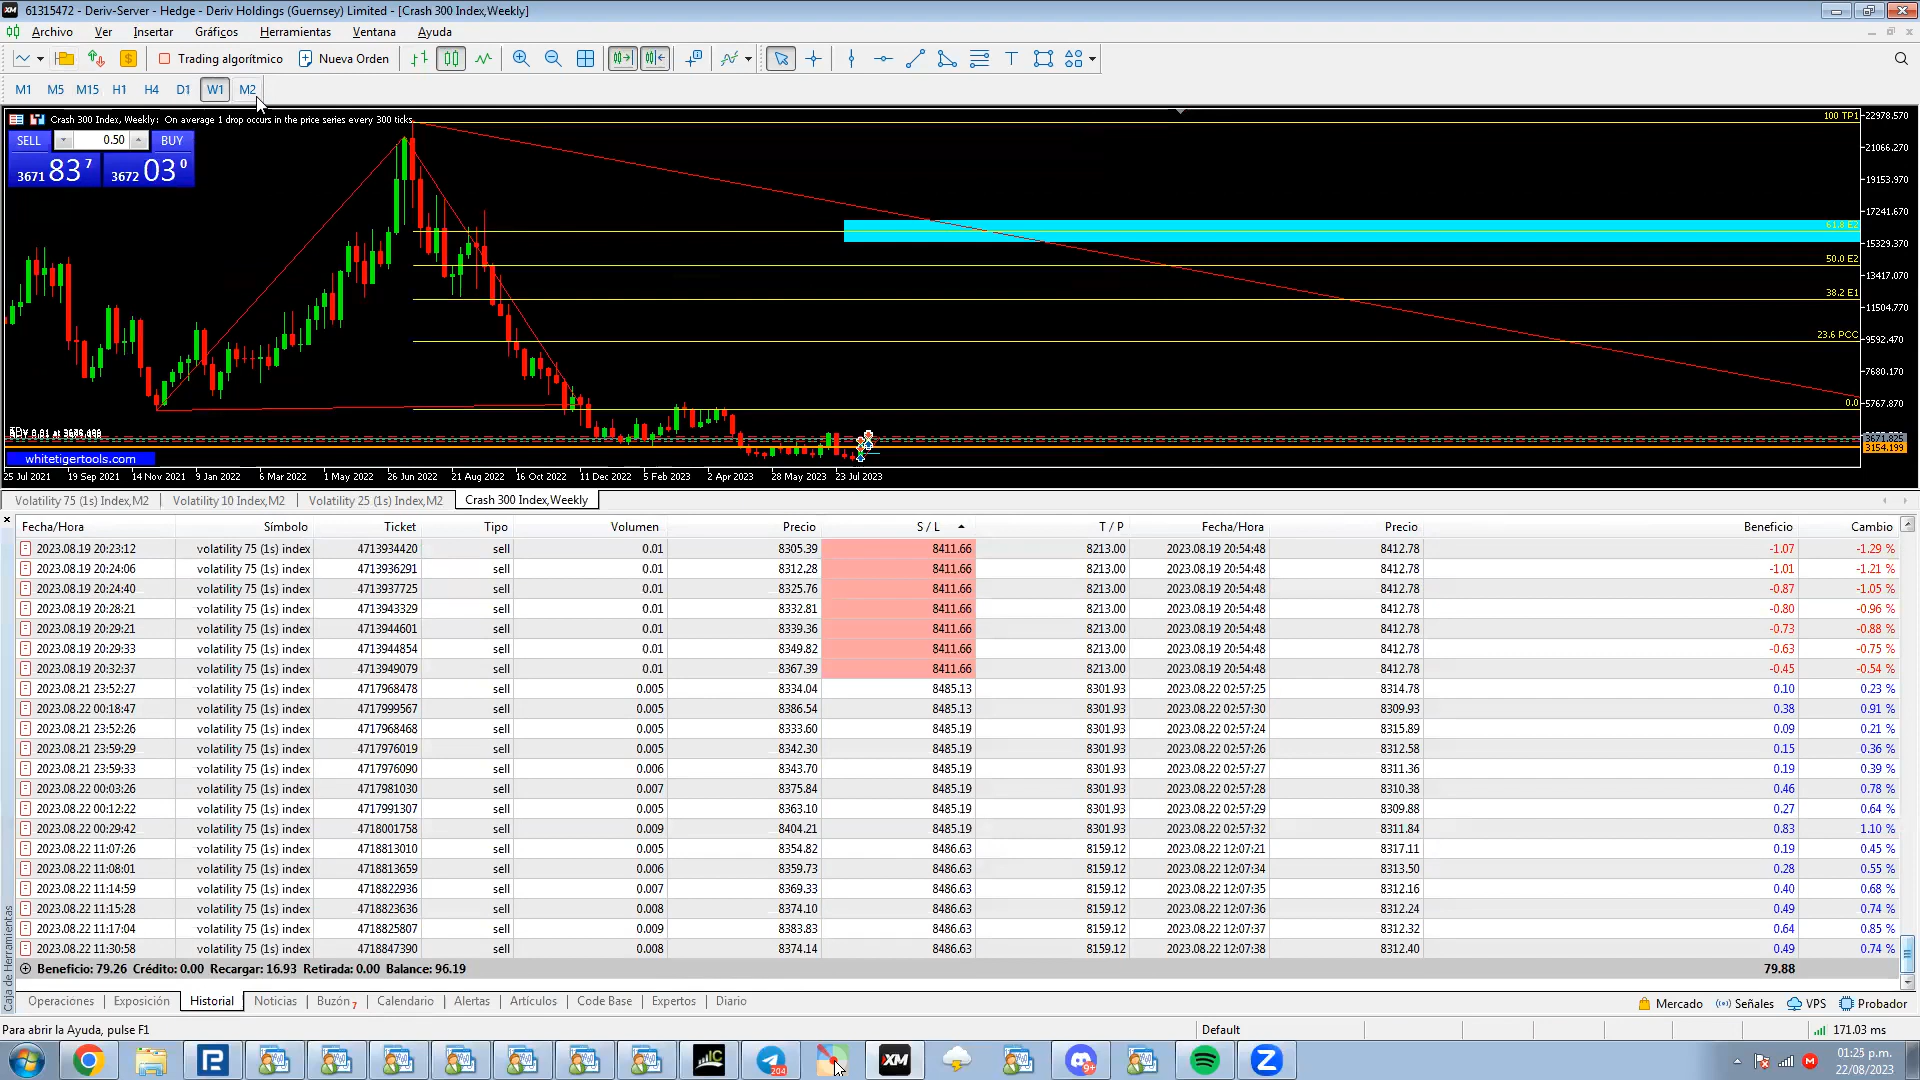 61315472 - Deriv-Server - Hedge - Deriv Holdings (Guernsey) Limited - [Crash 300 Index,Weekly]
Archivo Ver Insertar Gráficos Herramientas Ventana Ayuda
Trading algorítmico Nueva Orden
M1 M5 M15 H1 H4 D1 W1 M2
Crash 300 Index, Weekly: On average 1 drop occurs in the price series every 300 ticks.
SELL 0.50 BUY
3671 83 7 3672 03 0
100 TP1
61.8 E2
50.0 E2
38.2 E1
23.6 PCC
0.0
22978.570
21066.270
19153.970
17241.670
15329.370
13417.070
11504.770
9592.470
7680.170
5767.870
3671.825
3154.199
whitetigertools.com
25 Jul 2021 19 Sep 2021 14 Nov 2021 9 Jan 2022 6 Mar 2022 1 May 2022 26 Jun 2022 21 Aug 2022 16 Oct 2022 11 Dec 2022 5 Feb 2023 2 Apr 2023 28 May 2023 23 Jul 2023
Volatility 75 (1s) Index,M2 Volatility 10 Index,M2 Volatility 25 (1s) Index,M2 Crash 300 Index,Weekly
Fecha/Hora Símbolo Ticket Tipo Volumen Precio S / L T / P Fecha/Hora Precio Beneficio Cambio
2023.08.19 20:23:12 volatility 75 (1s) index 4713934420 sell 0.01 8305.39 8411.66 8213.00 2023.08.19 20:54:48 8412.78 -1.07 -1.29 %
2023.08.19 20:24:06 volatility 75 (1s) index 4713936291 sell 0.01 8312.28 8411.66 8213.00 2023.08.19 20:54:48 8412.78 -1.01 -1.21 %
2023.08.19 20:24:40 volatility 75 (1s) index 4713937725 sell 0.01 8325.76 8411.66 8213.00 2023.08.19 20:54:48 8412.78 -0.87 -1.05 %
2023.08.19 20:28:21 volatility 75 (1s) index 4713943329 sell 0.01 8332.81 8411.66 8213.00 2023.08.19 20:54:48 8412.78 -0.80 -0.96 %
2023.08.19 20:29:21 volatility 75 (1s) index 4713944601 sell 0.01 8339.36 8411.66 8213.00 2023.08.19 20:54:48 8412.78 -0.73 -0.88 %
2023.08.19 20:29:33 volatility 75 (1s) index 4713944854 sell 0.01 8349.82 8411.66 8213.00 2023.08.19 20:54:48 8412.78 -0.63 -0.75 %
2023.08.19 20:32:37 volatility 75 (1s) index 4713949079 sell 0.01 8367.39 8411.66 8213.00 2023.08.19 20:54:48 8412.78 -0.45 -0.54 %
2023.08.21 23:52:27 volatility 75 (1s) index 4717968478 sell 0.005 8334.04 8485.13 8301.93 2023.08.22 02:57:25 8314.78 0.10 0.23 %
2023.08.22 00:18:47 volatility 75 (1s) index 4717999567 sell 0.005 8386.54 8485.13 8301.93 2023.08.22 02:57:30 8309.93 0.38 0.91 %
2023.08.21 23:52:26 volatility 75 (1s) index 4717968468 sell 0.005 8333.60 8485.19 8301.93 2023.08.22 02:57:24 8315.89 0.09 0.21 %
2023.08.21 23:59:29 volatility 75 (1s) index 4717976019 sell 0.005 8342.30 8485.19 8301.93 2023.08.22 02:57:26 8312.58 0.15 0.36 %
2023.08.21 23:59:33 volatility 75 (1s) index 4717976090 sell 0.006 8343.70 8485.19 8301.93 2023.08.22 02:57:27 8311.36 0.19 0.39 %
2023.08.22 00:03:26 volatility 75 (1s) index 4717981030 sell 0.007 8375.84 8485.19 8301.93 2023.08.22 02:57:28 8310.38 0.46 0.78 %
2023.08.22 00:12:22 volatility 75 (1s) index 4717991307 sell 0.005 8363.10 8485.19 8301.93 2023.08.22 02:57:29 8309.88 0.27 0.64 %
2023.08.22 00:29:42 volatility 75 (1s) index 4718001758 sell 0.009 8404.21 8485.19 8301.93 2023.08.22 02:57:32 8311.84 0.83 1.10 %
2023.08.22 11:07:26 volatility 75 (1s) index 4718813010 sell 0.005 8354.82 8486.63 8159.12 2023.08.22 12:07:21 8317.11 0.19 0.45 %
2023.08.22 11:08:01 volatility 75 (1s) index 4718813659 sell 0.006 8359.73 8486.63 8159.12 2023.08.22 12:07:34 8313.50 0.28 0.55 %
2023.08.22 11:14:59 volatility 75 (1s) index 4718822936 sell 0.007 8369.33 8486.63 8159.12 2023.08.22 12:07:35 8312.16 0.40 0.68 %
2023.08.22 11:15:28 volatility 75 (1s) index 4718823636 sell 0.008 8374.10 8486.63 8159.12 2023.08.22 12:07:36 8312.24 0.49 0.74 %
2023.08.22 11:17:04 volatility 75 (1s) index 4718825807 sell 0.009 8383.83 8486.63 8159.12 2023.08.22 12:07:37 8312.32 0.64 0.85 %
2023.08.22 11:30:58 volatility 75 (1s) index 4718847390 sell 0.008 8374.14 8486.63 8159.12 2023.08.22 12:07:38 8312.40 0.49 0.74 %
Beneficio: 79.26 Crédito: 0.00 Recargar: 16.93 Retirada: 0.00 Balance: 96.19 79.88
Caja de Herramientas
Operaciones Exposición Historial Noticias Buzón 7 Calendario Alertas Artículos Code Base Expertos Diario Mercado Señales VPS Probador
Para abrir la Ayuda, pulse F1 Default 171.03 ms
XM 204 9+
01:25 p.m.
22/08/2023